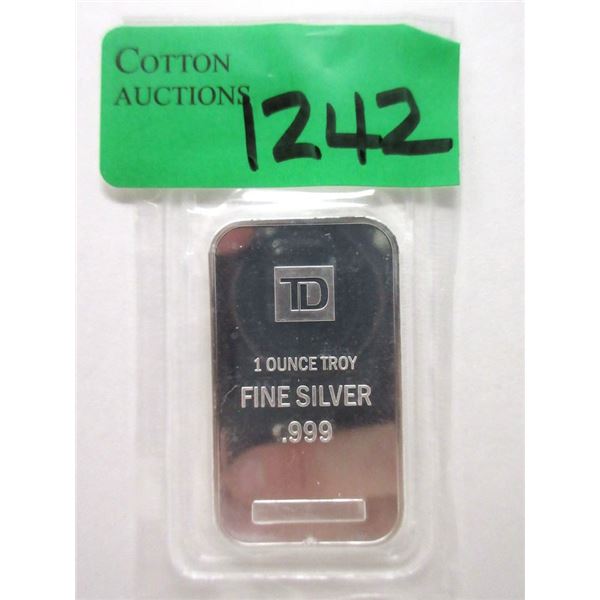 COTTON
AUCTIONS
1242
TD
1 OUNCE TROY
FINE SILVER
.999